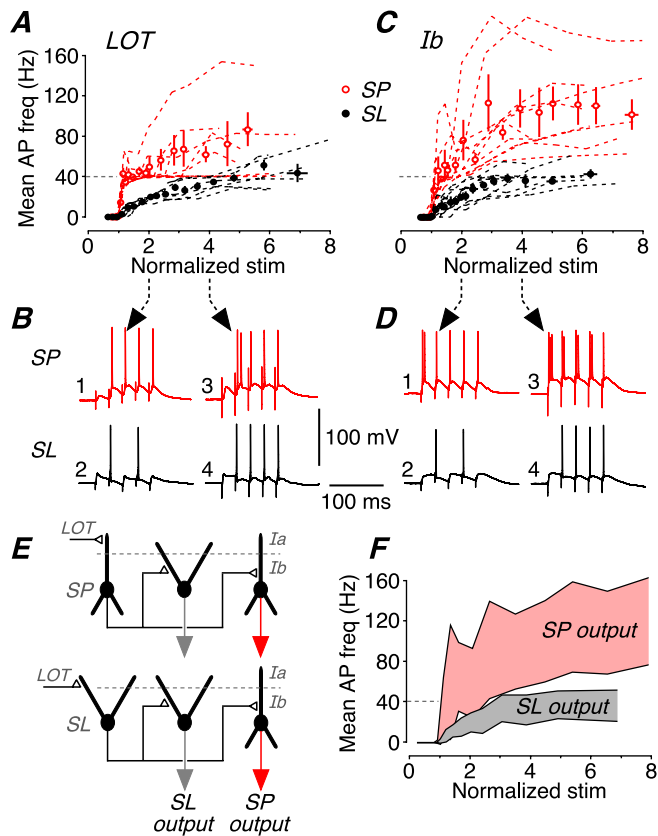 A
LOT
Mean AP freq (Hz)
160
120
80
40
0
0
2
4
6
8
Normalized stim
SP
SL
C
Ib
0
2
4
6
8
Normalized stim
B
D
SP
1
3
1
3
SL
2
4
2
4
100 mV
100 ms
E
LOT
Ia
Ib
SP
LOT
Ia
Ib
SL
SL
output
SP
output
F
Mean AP freq (Hz)
160
120
80
40
0
0
2
4
6
8
Normalized stim
SP output
SL output